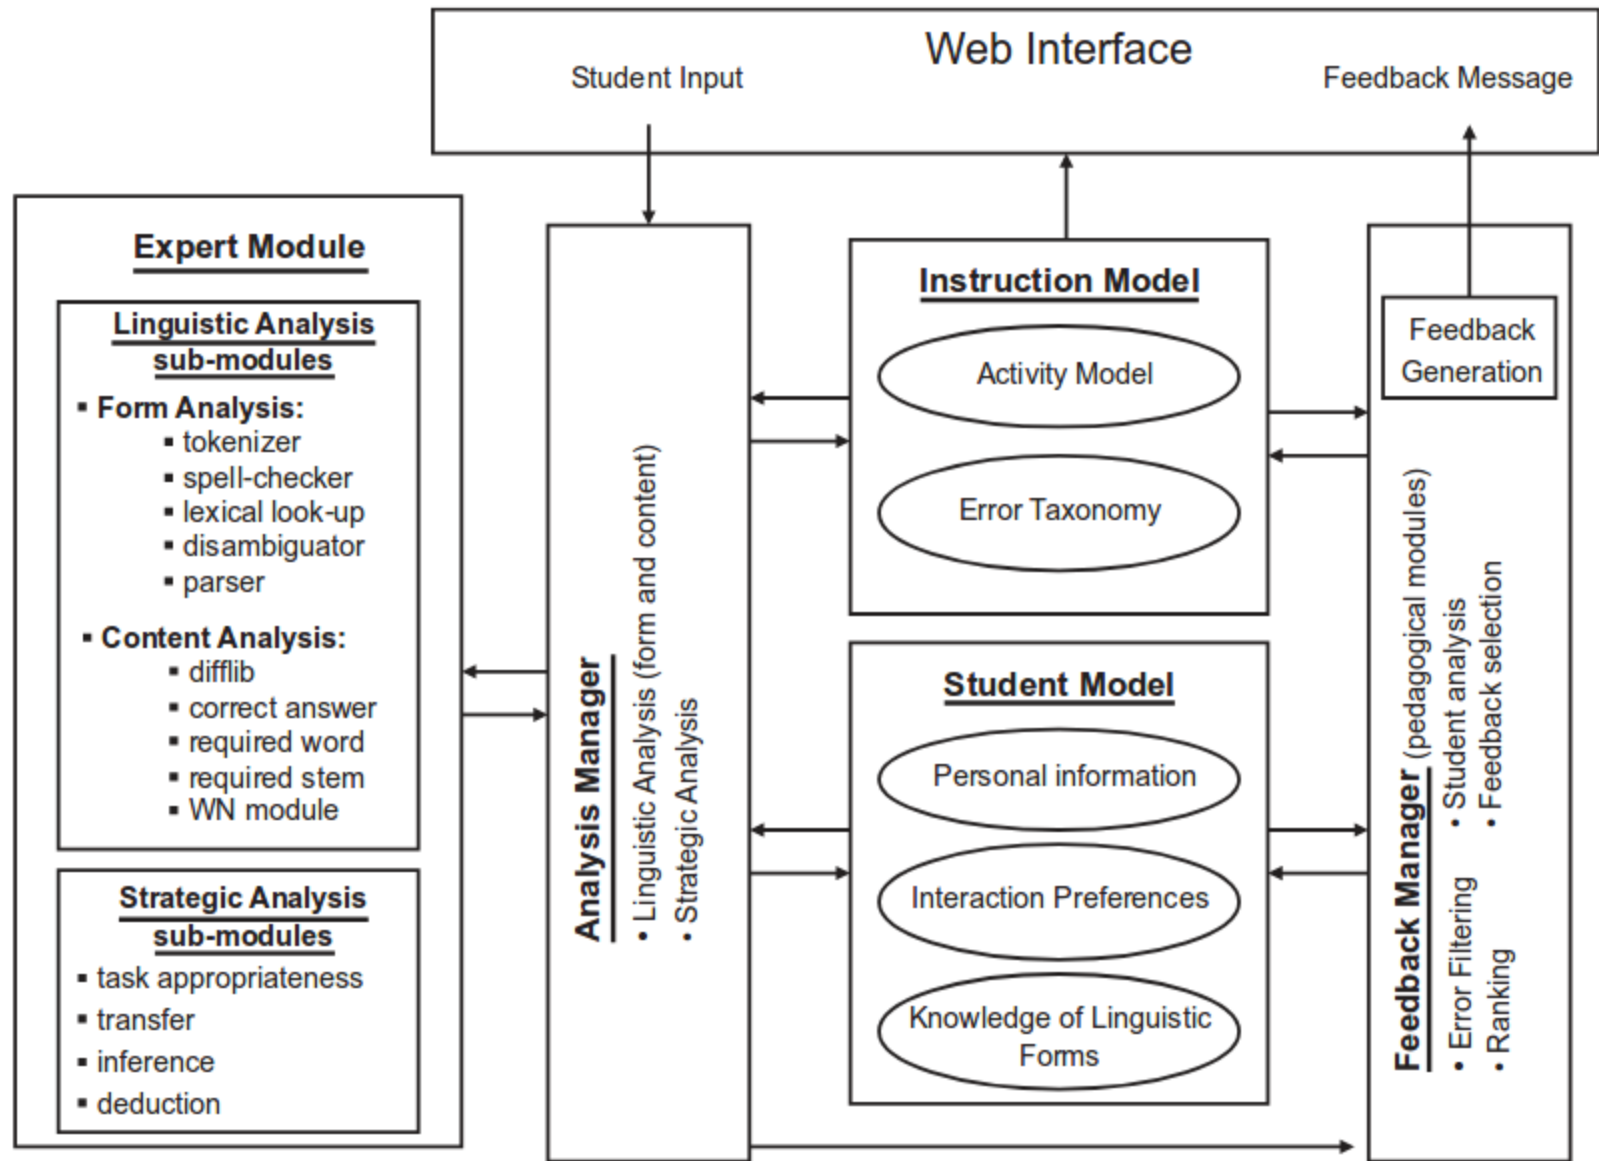 Web Interface
Student Input
Feedback Message
Expert Module
Linguistic Analysis
sub-modules
▪ Form Analysis:
▪ tokenizer
▪ spell-checker
▪ lexical look-up
▪ disambiguator
▪ parser
▪ Content Analysis:
▪ difflib
▪ correct answer
▪ required word
▪ required stem
▪ WN module
Strategic Analysis
sub-modules
▪ task appropriateness
▪ transfer
▪ inference
▪ deduction
Analysis Manager
• Linguistic Analysis (form and content)
• Strategic Analysis
Instruction Model
Activity Model
Error Taxonomy
Student Model
Personal information
Interaction Preferences
Knowledge of Linguistic
Forms
Feedback
Generation
Feedback Manager (pedagogical modules)
• Error Filtering • Student analysis
• Ranking • Feedback selection